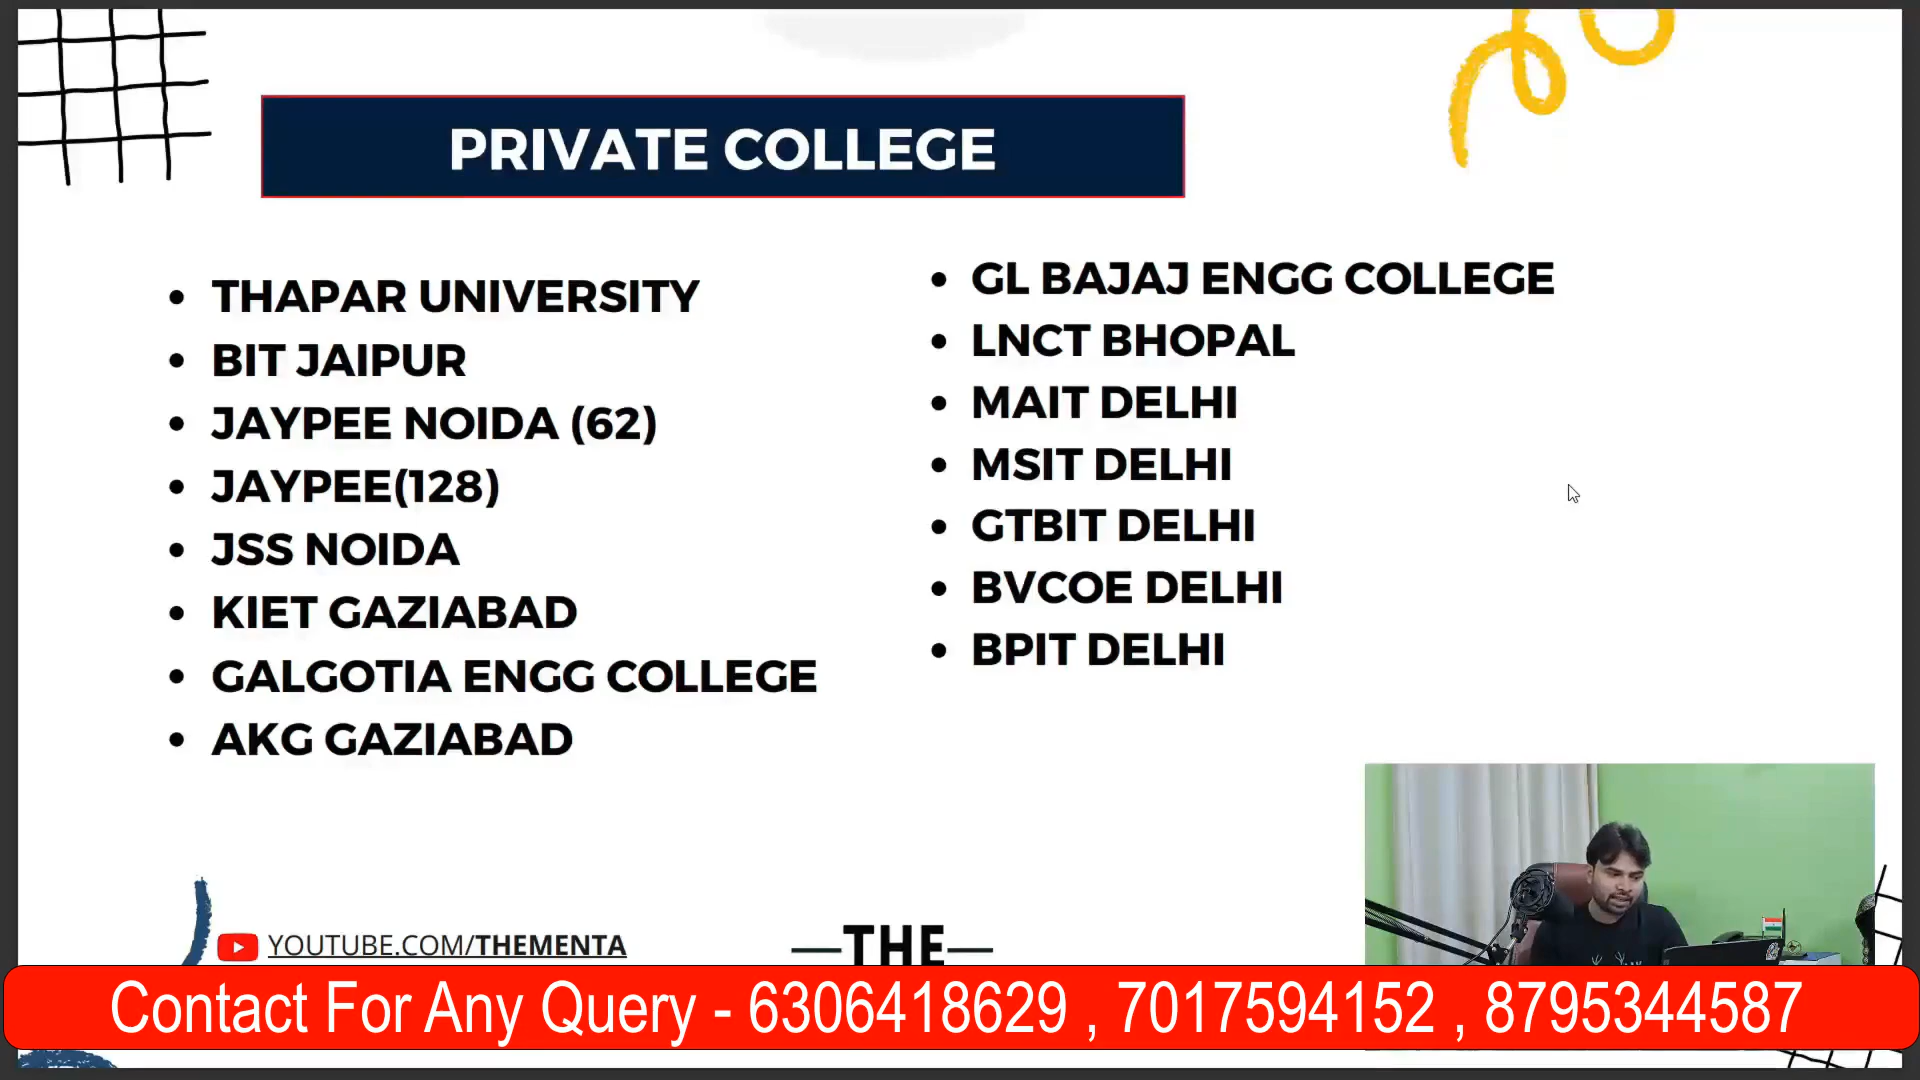 PRIVATE COLLEGE
THAPAR UNIVERSITY
BIT JAIPUR
JAYPEE NOIDA (62)
JAYPEE(128)
JSS NOIDA
KIET GAZIABAD
GALGOTIA ENGG COLLEGE
AKG GAZIABAD
GL BAJAJ ENGG COLLEGE
LNCT BHOPAL
MAIT DELHI
MSIT DELHI
GTBIT DELHI
BVCOE DELHI
BPIT DELHI
YOUTUBE.COM/THEMENTA
THE
Contact For Any Query - 6306418629 , 7017594152 , 8795344587